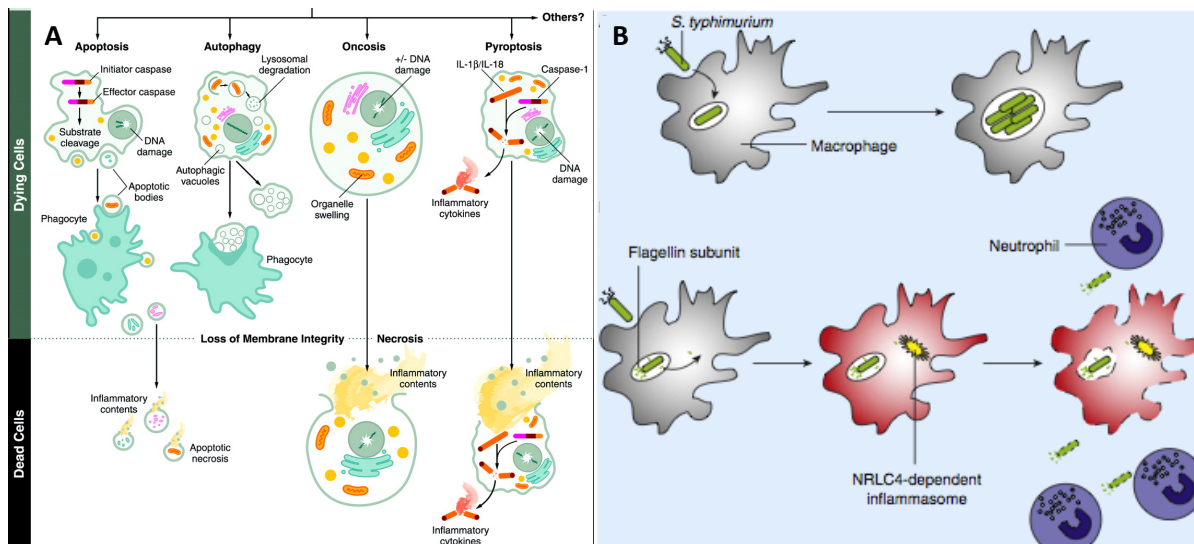 A
Others?
Apoptosis
Autophagy
Oncosis
Pyroptosis
Initiator caspase
Effector caspase
Substrate
cleavage
DNA
damage
Apoptotic
bodies
Phagocyte
Lysosomal
degradation
Autophagic
vacuoles
Phagocyte
+/- DNA
damage
Organelle
swelling
IL-1β/IL-18
Caspase-1
DNA
damage
Inflammatory
cytokines
Dying Cells
Loss of Membrane Integrity
Necrosis
Dead Cells
Inflammatory
contents
Apoptotic
necrosis
Inflammatory
contents
Inflammatory
contents
Inflammatory
cytokines
B
S. typhimurium
Macrophage
Neutrophil
Flagellin subunit
NRLC4-dependent
inflammasome